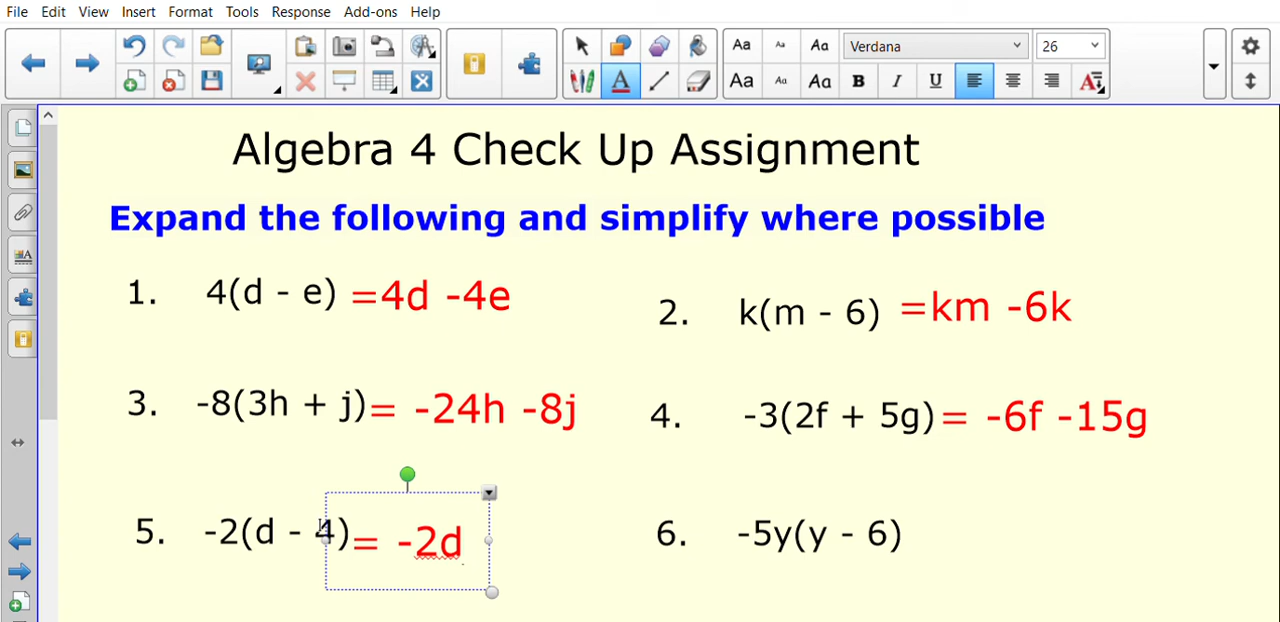 File Edit View Insert Format Tools Response Add-ons Help
Aa Aa Aa Verdana 26
Aa Aa Aa B I U A
Algebra 4 Check Up Assignment
Expand the following and simplify where possible
1. 4(d - e) =4d -4e
2. k(m - 6) =km -6k
3. -8(3h + j)= -24h -8j
4. -3(2f + 5g)= -6f -15g
5. -2(d - 4)= -2d
6. -5y(y - 6)